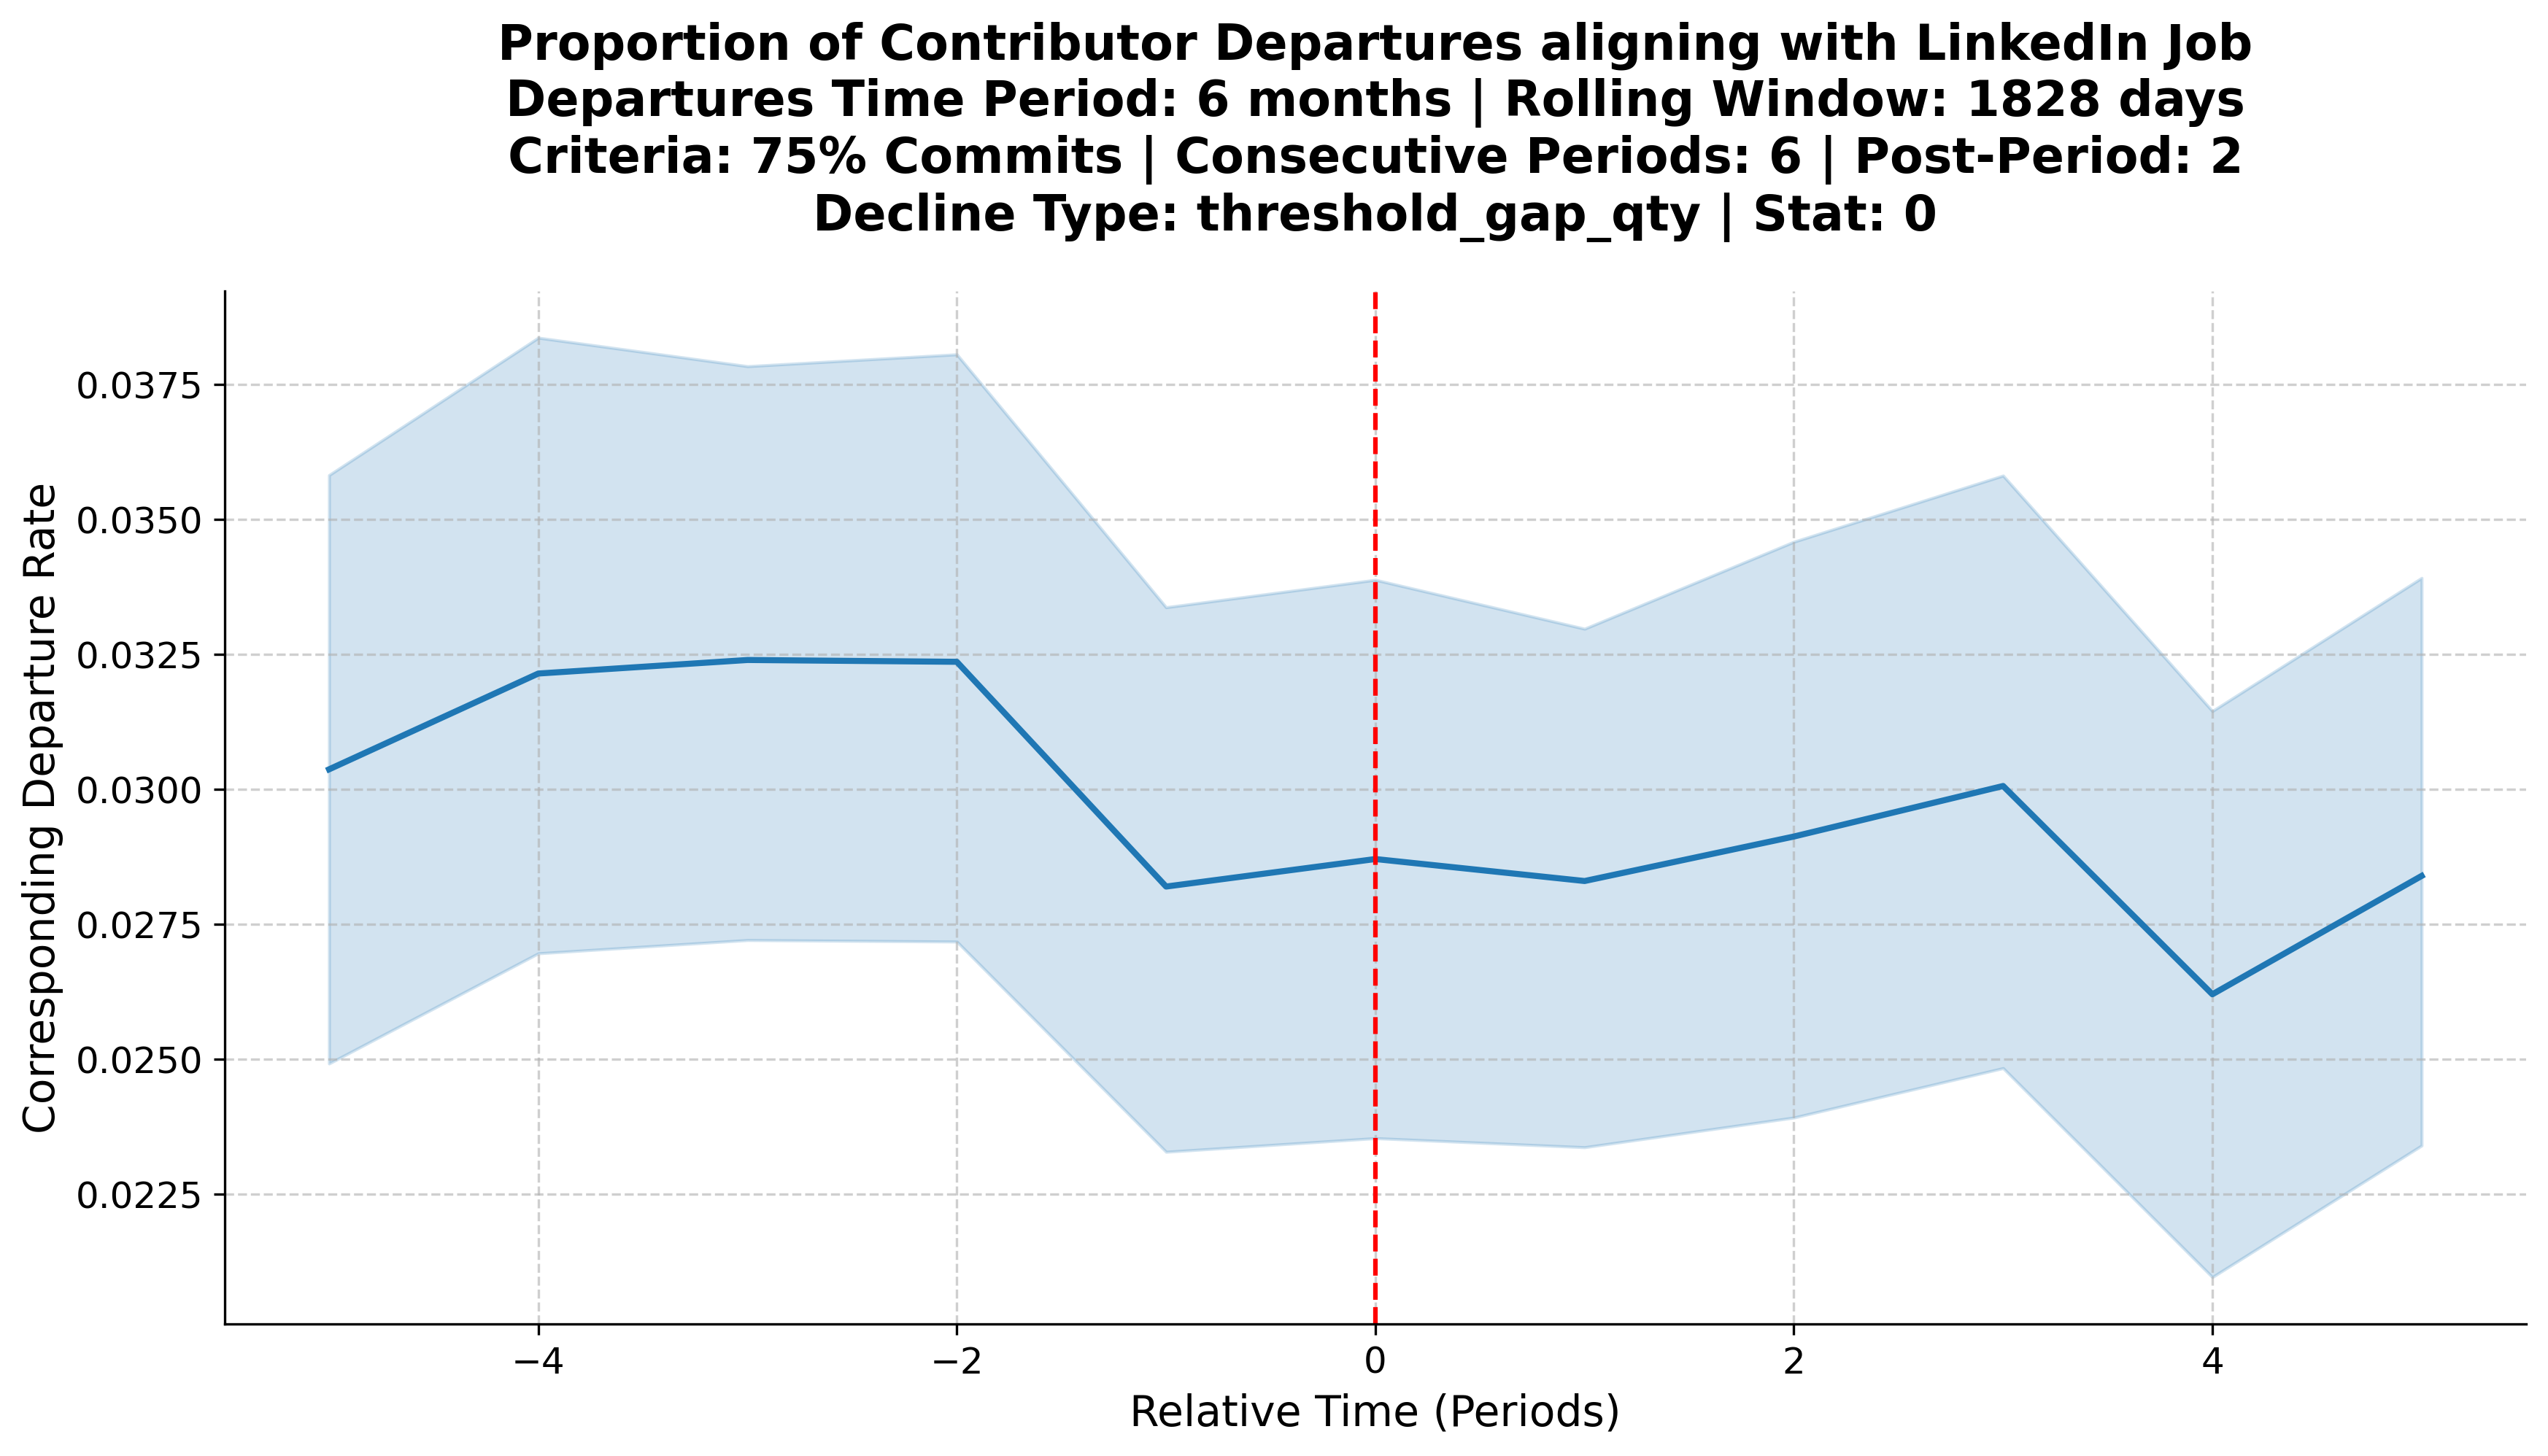 Proportion of Contributor Departures aligning with LinkedIn Job
Departures Time Period: 6 months | Rolling Window: 1828 days
Criteria: 75% Commits | Consecutive Periods: 6 | Post-Period: 2
Decline Type: threshold_gap_qty | Stat: 0
Corresponding Departure Rate
0.0375
0.0350
0.0325
0.0300
0.0275
0.0250
0.0225
−4
−2
0
2
4
Relative Time (Periods)